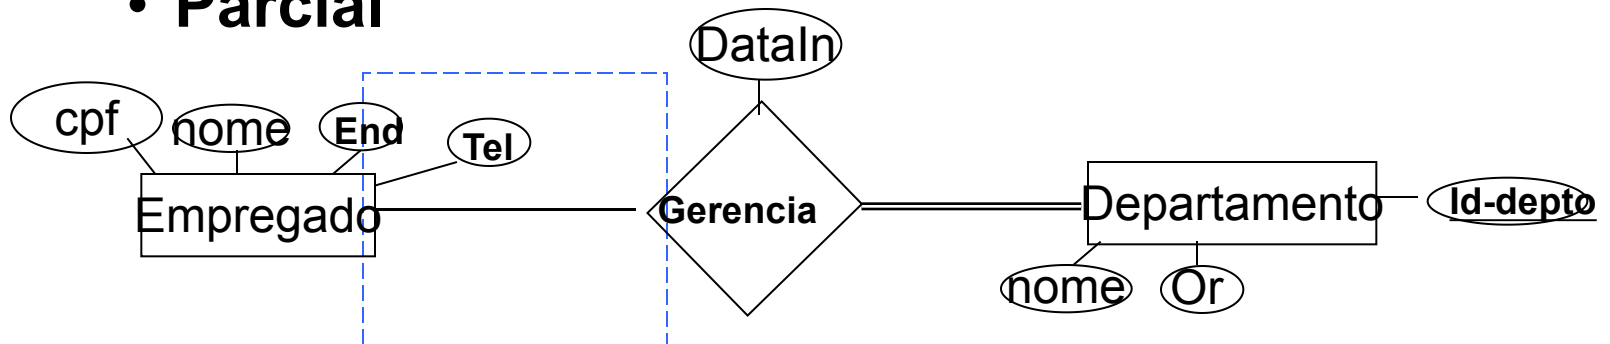 • Parcial
DataIn
cpf
nome
End
Tel
Empregado
Gerencia
Departamento
Id-depto
nome
Or